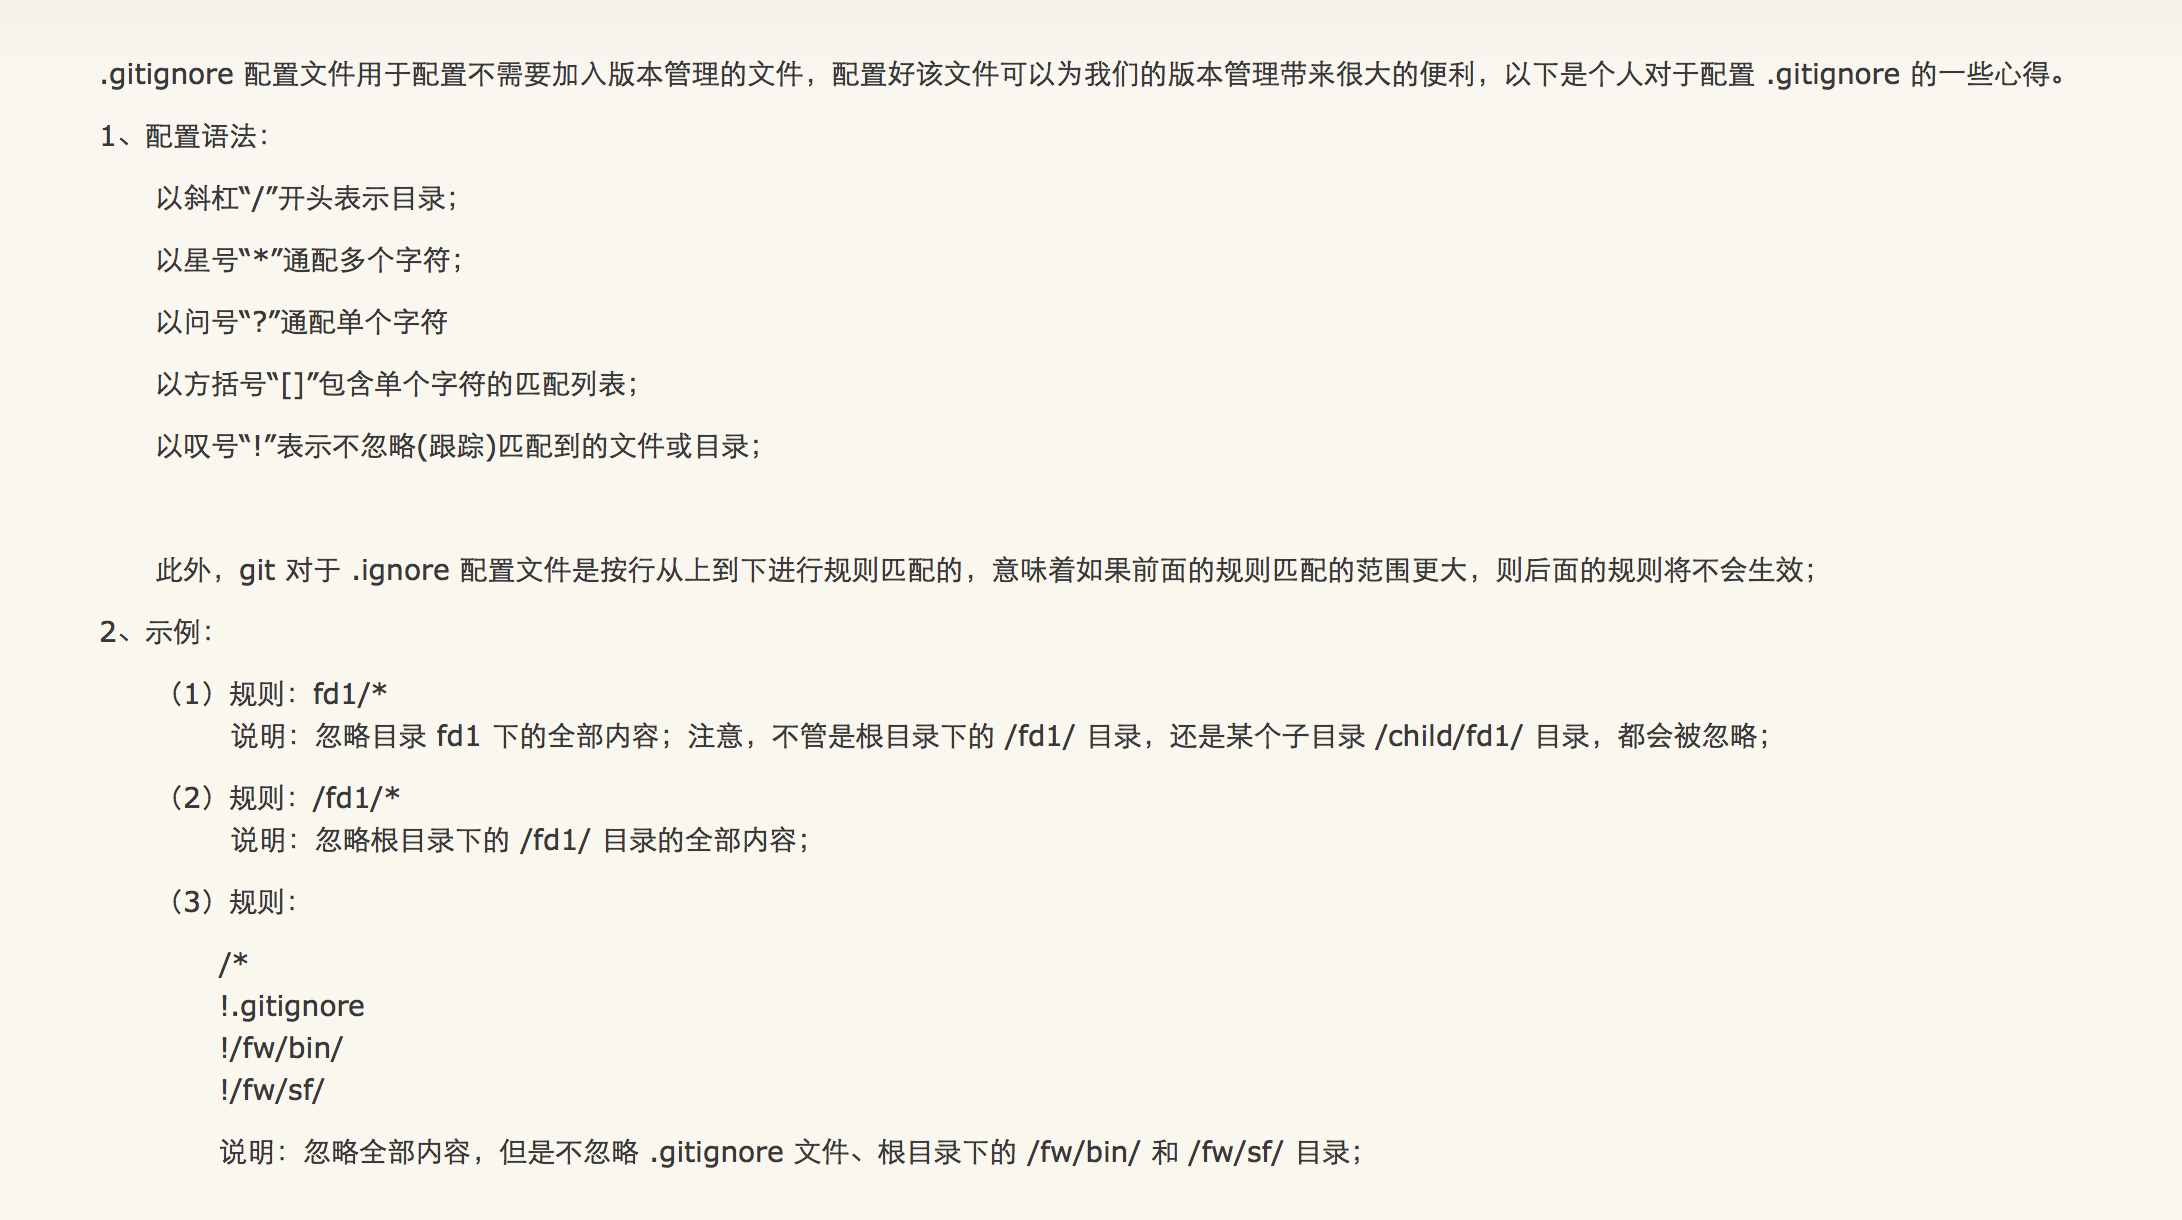 .gitignore 配置文件用于配置不需要加入版本管理的文件，配置好该文件可以为我们的版本管理带来很大的便利，以下是个人对于配置 .gitignore 的一些心得。
1、配置语法：
以斜杠“/”开头表示目录；
以星号“*”通配多个字符；
以问号“?”通配单个字符
以方括号“[]”包含单个字符的匹配列表；
以叹号“!”表示不忽略(跟踪)匹配到的文件或目录；
此外，git 对于 .ignore 配置文件是按行从上到下进行规则匹配的，意味着如果前面的规则匹配的范围更大，则后面的规则将不会生效；
2、示例：
（1）规则：fd1/*
说明：忽略目录 fd1 下的全部内容；注意，不管是根目录下的 /fd1/ 目录，还是某个子目录 /child/fd1/ 目录，都会被忽略；
（2）规则：/fd1/*
说明：忽略根目录下的 /fd1/ 目录的全部内容；
（3）规则：
/*
!.gitignore
!/fw/bin/
!/fw/sf/
说明：忽略全部内容，但是不忽略 .gitignore 文件、根目录下的 /fw/bin/ 和 /fw/sf/ 目录；